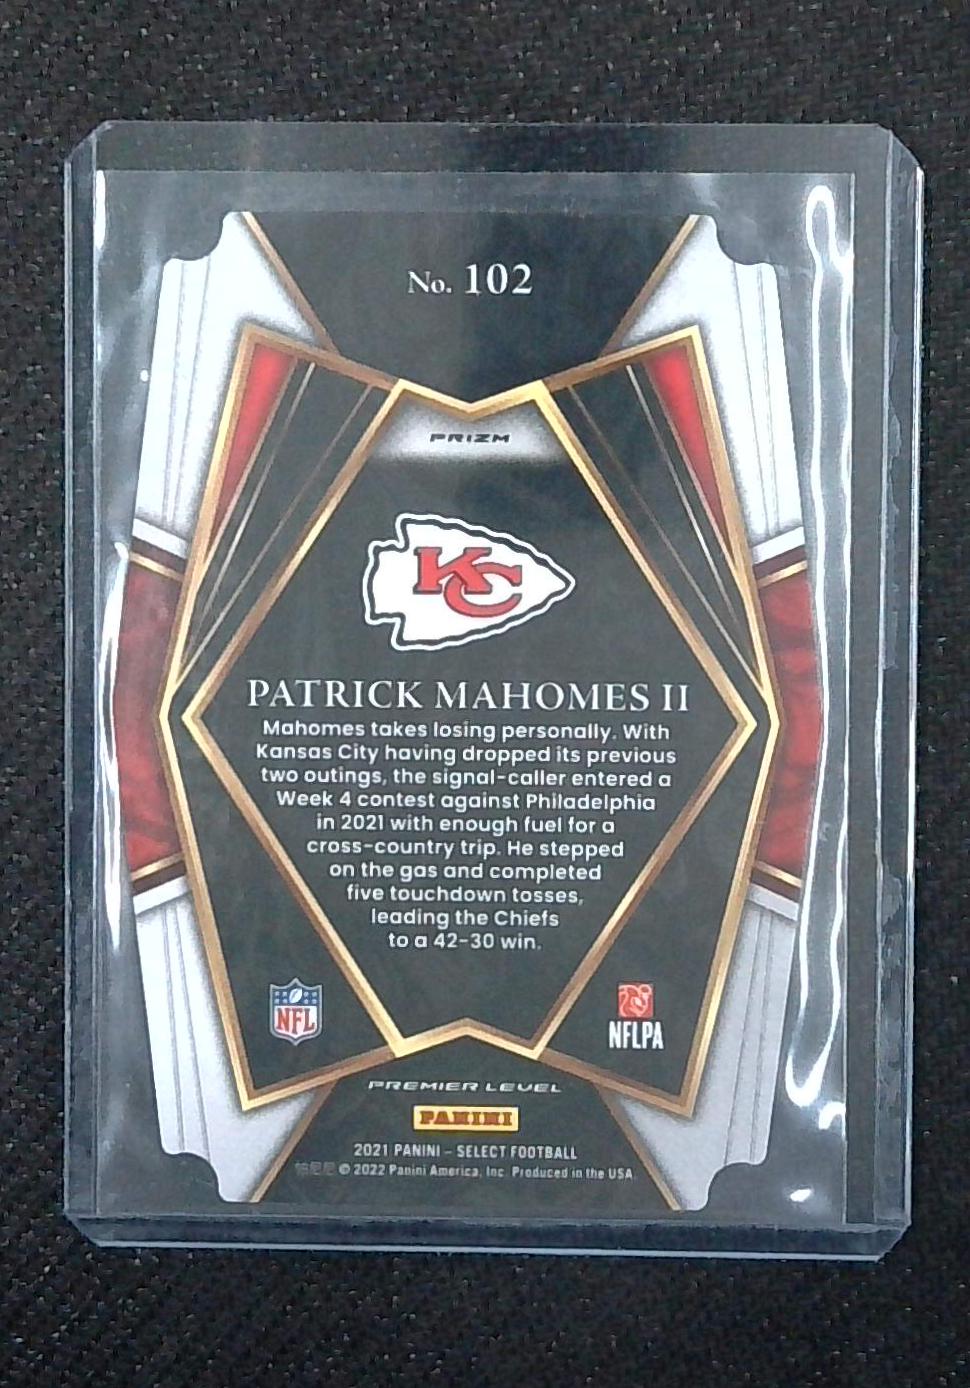 No. 102
PRIZM
KC
PATRICK MAHOMES II
Mahomes takes losing personally. With
Kansas City having dropped its previous
two outings, the signal-caller entered a
Week 4 contest against Philadelphia
in 2021 with enough fuel for a
cross-country trip. He stepped
on the gas and completed
five touchdown tosses,
leading the Chiefs
to a 42-30 win.
NFL
NFLPA
PREMIER LEVEL
PANINI
2021 PANINI – SELECT FOOTBALL
© 2022 Panini America, Inc. Produced in the USA.